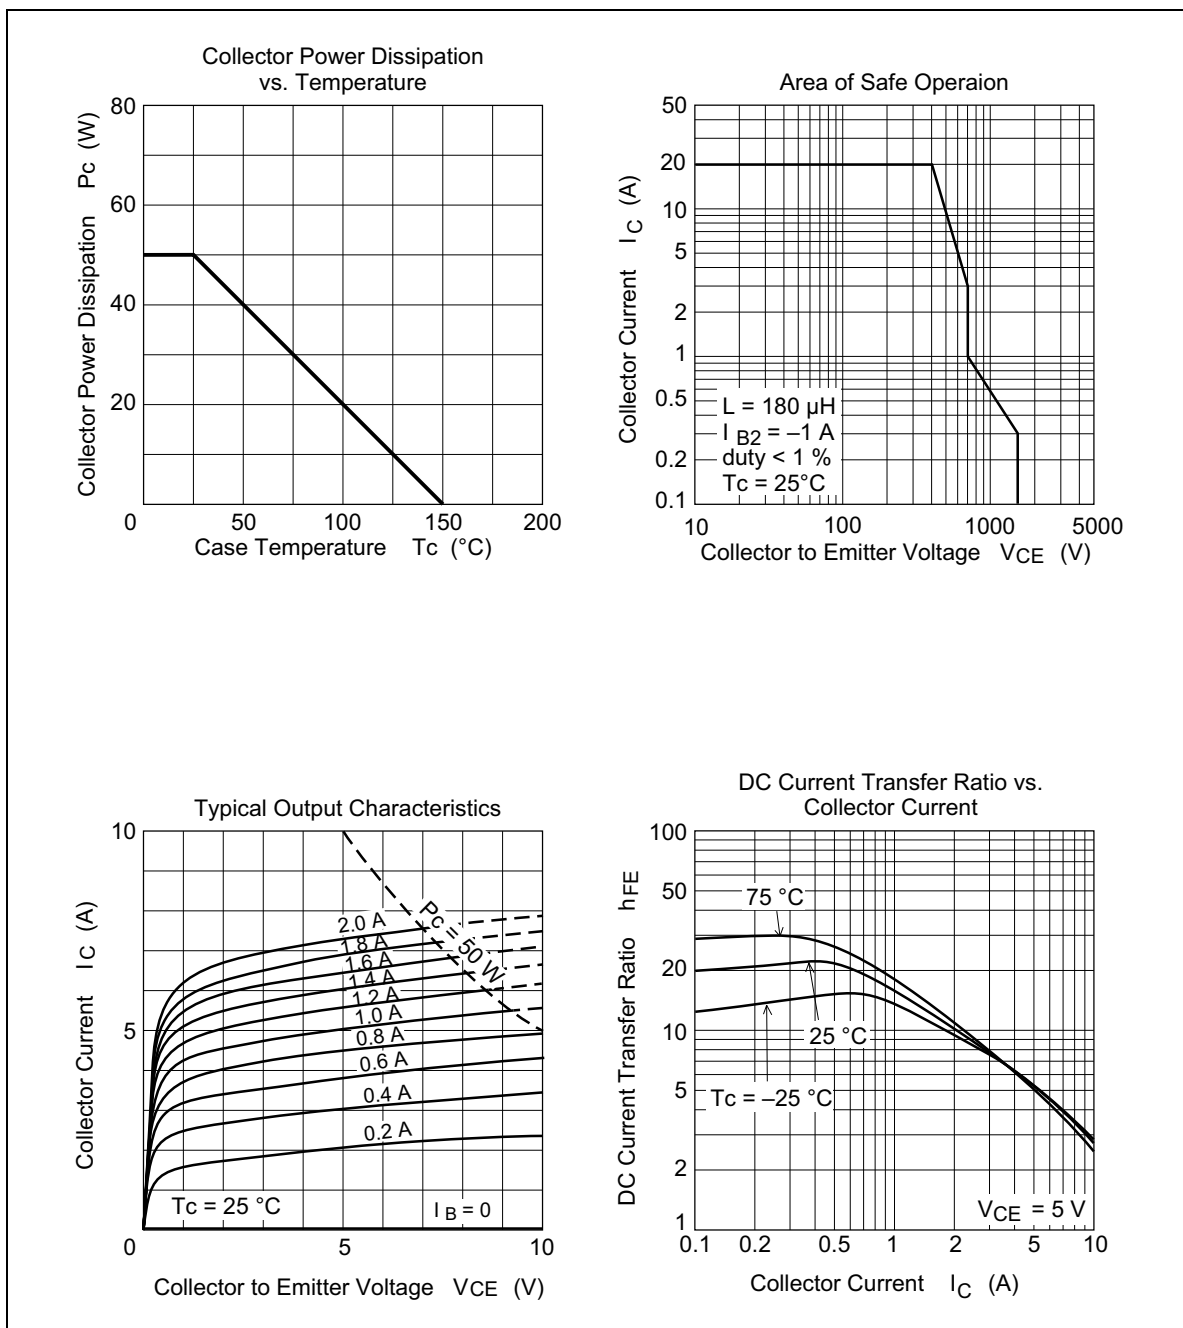 Collector Power Dissipation
vs. Temperature
80
60
40
20
0
50
100
150
200
Collector Power Dissipation Pc (W)
Case Temperature Tc (°C)
Area of Safe Operaion
50
20
10
5
2
1
0.5
0.2
0.1
10
100
1000
5000
Collector Current I C (A)
L = 180 µH
I B2 = –1 A
duty < 1 %
Tc = 25°C
Collector to Emitter Voltage VCE (V)
Typical Output Characteristics
10
5
0
5
10
Collector Current I C (A)
Pc = 50 W
2.0 A
1.8 A
1.6 A
1.4 A
1.2 A
1.0 A
0.8 A
0.6 A
0.4 A
0.2 A
Tc = 25 °C
I B = 0
Collector to Emitter Voltage VCE (V)
DC Current Transfer Ratio vs.
Collector Current
100
50
20
10
5
2
1
0.1
0.2
0.5
1
2
5
10
DC Current Transfer Ratio hFE
75 °C
25 °C
Tc = –25 °C
VCE = 5 V
Collector Current I C (A)